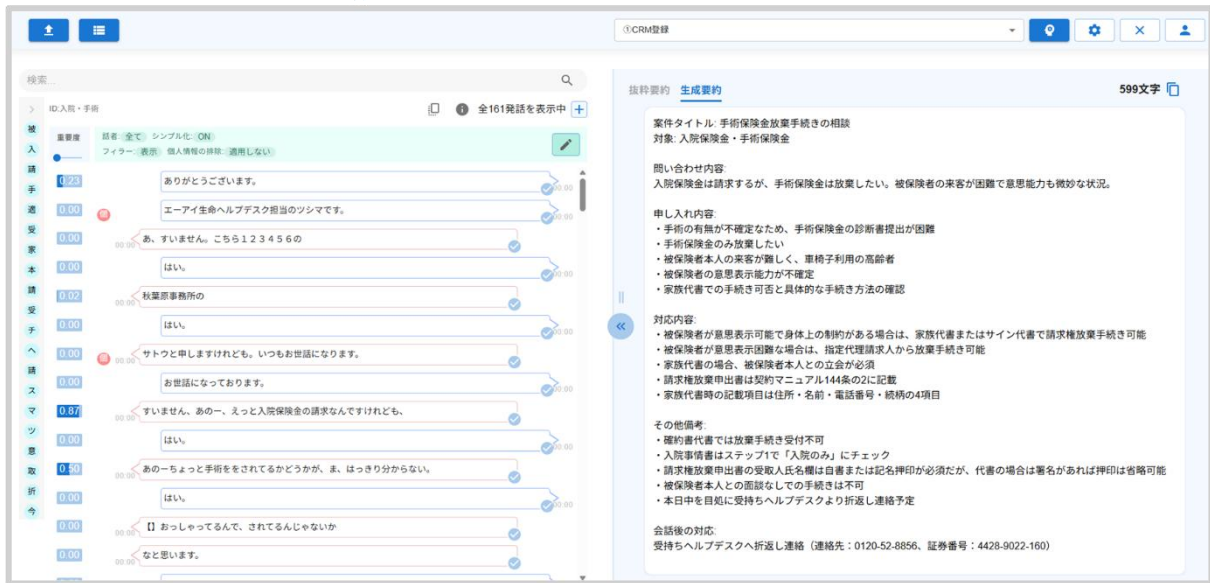 ①CRM登録
検索...
ID:入院・手術
全161発話を表示中
重要度
話者: 全て シンプル化: ON
フィラー: 表示 個人情報の排除: 適用しない
被
入
請
手
適
受
家
本
請
受
チ
ヘ
請
ス
マ
ツ
意
取
折
今
0.23 ありがとうございます。 00:00
0.00 エーアイ生命ヘルプデスク担当のツシマです。 00:00
0.00 00:00 あ、すいません。こちら１２３４５６の
0.00 はい。 00:00
0.02 00:00 秋葉原事務所の
0.00 はい。 00:00
0.00 00:00 サトウと申しますけれども。いつもお世話になります。
0.00 お世話になっております。 00:00
0.87 00:00 すいません、あのー、えっと入院保険金の請求なんですけれども、
0.00 はい。 00:00
0.50 00:00 あのーちょっと手術ををされてるかどうかが、ま、はっきり分からない。
0.00 はい。 00:00
0.00 00:00 【】おっしゃってるんで、されてるんじゃないか
0.00 00:00 なと思います。
抜粋要約 生成要約 599文字
案件タイトル: 手術保険金放棄手続きの相談
対象: 入院保険金・手術保険金
問い合わせ内容:
入院保険金は請求するが、手術保険金は放棄したい。被保険者の来客が困難で意思能力も微妙な状況。
申し入れ内容:
・手術の有無が不確定なため、手術保険金の診断書提出が困難
・手術保険金のみ放棄したい
・被保険者本人の来客が難しく、車椅子利用の高齢者
・被保険者の意思表示能力が不確定
・家族代書での手続き可否と具体的な手続き方法の確認
対応内容:
・被保険者が意思表示可能で身体上の制約がある場合は、家族代書またはサイン代書で請求権放棄手続き可能
・被保険者が意思表示困難な場合は、指定代理請求人から放棄手続き可能
・家族代書の場合、被保険者本人との立会が必須
・請求権放棄申出書は契約マニュアル144条の2に記載
・家族代書時の記載項目は住所・名前・電話番号・続柄の4項目
その他備考:
・確約書代書では放棄手続き受付不可
・入院事情書はステップ1で「入院のみ」にチェック
・請求権放棄申出書の受取人氏名欄は自書または記名押印が必須だが、代書の場合は署名があれば押印は省略可能
・被保険者本人との面談なしでの手続きは不可
・本日中を目処に受持ちヘルプデスクより折返し連絡予定
会話後の対応:
受持ちヘルプデスクへ折返し連絡（連絡先：0120-52-8856、証券番号：4428-9022-160）